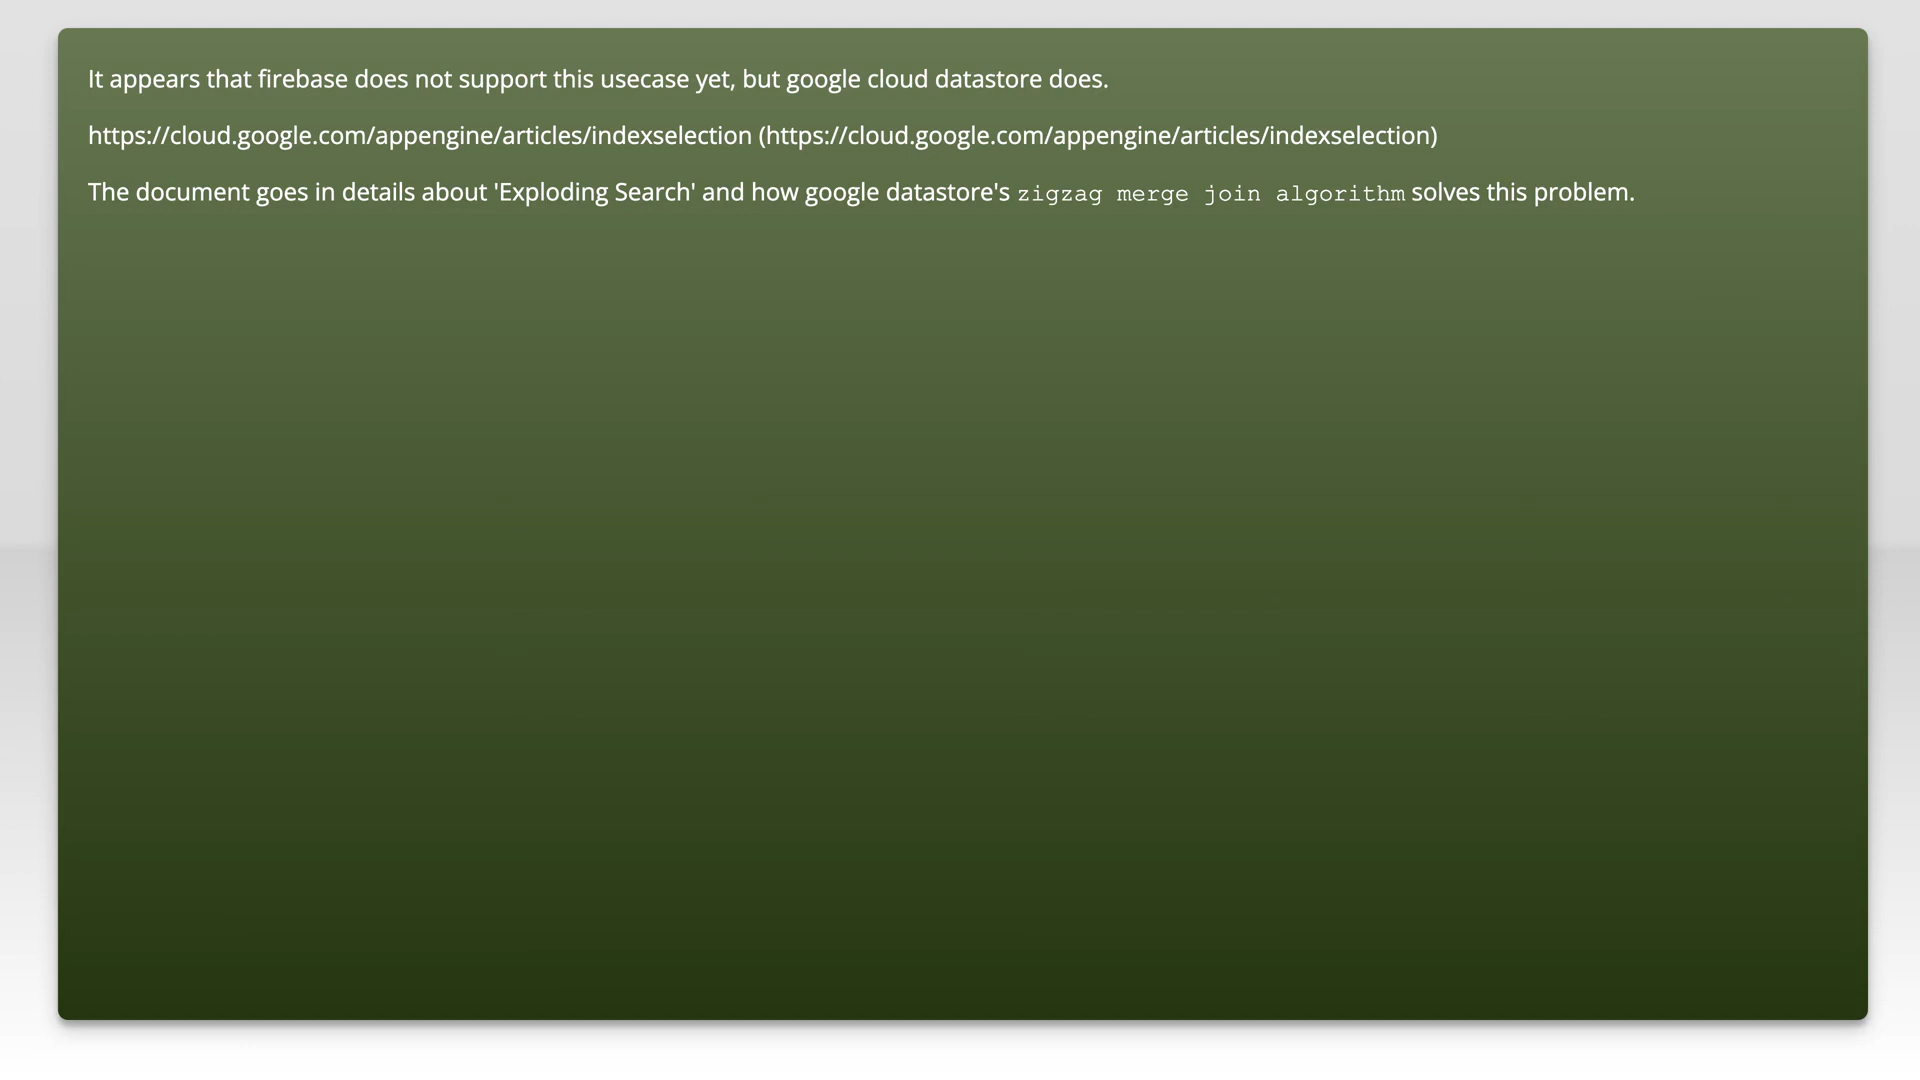 It appears that firebase does not support this usecase yet, but google cloud datastore does.
https://cloud.google.com/appengine/articles/indexselection (https://cloud.google.com/appengine/articles/indexselection)
The document goes in details about 'Exploding Search' and how google datastore's zigzag merge join algorithm solves this problem.